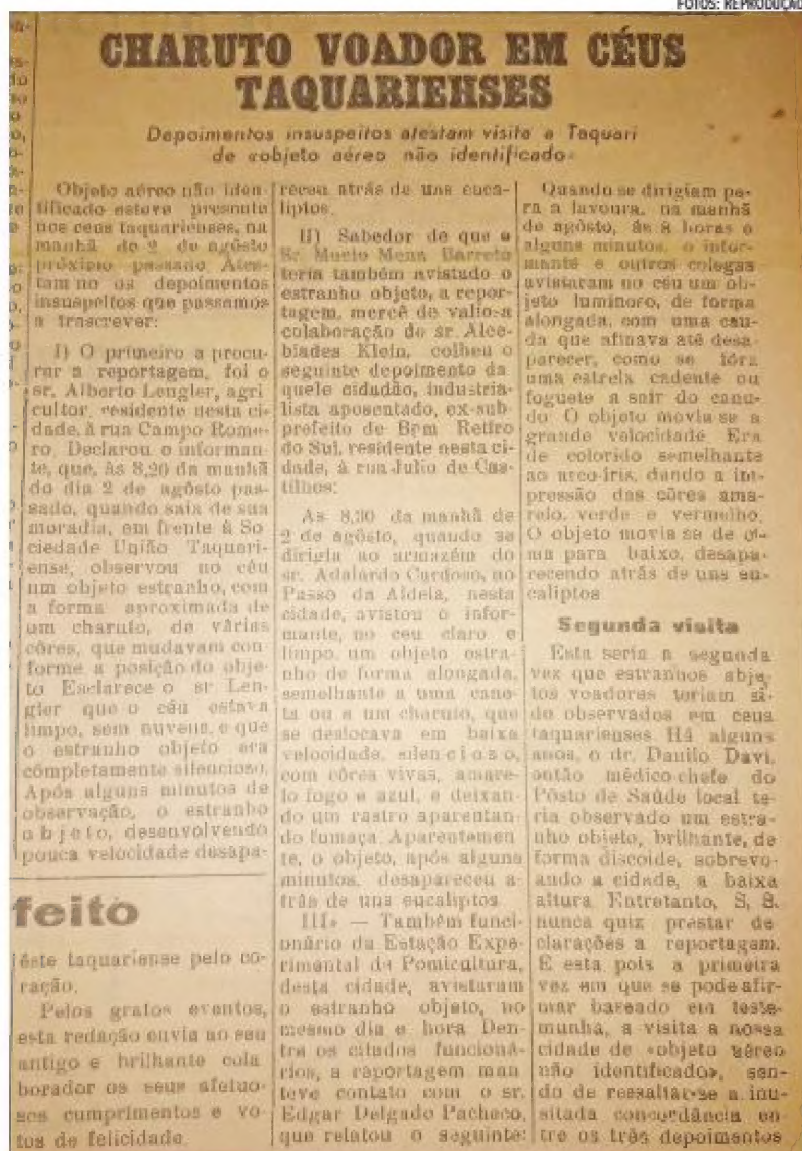 FOTOS: REPRODUÇÃO
CHARUTO VOADOR EM CÉUS
TAQUARIENSES
Depoimentos insuspeitos atestam visita a Taquari
de «objeto aéreo não identificado»
Objeto aéreo não iden-
tificado esteve presente
nos ceus taquarienses, na
manhã de 2 de agôsto
próximo passado Ates-
tam no os depoimentos
insuspeitos que passamos
a trascrever:
I) O primeiro a procu-
rar a reportagem, foi o
sr. Alberto Lengler, agri
cultor, residente nesta ci-
dade, à rua Campo Rome-
ro. Declarou o informan-
te, que, às 8,20 da manhã
do dia 2 de agôsto pas-
sado, quando saia de sua
moradia, em frente à So
ciedade União Taquari-
ense, observou no céu
um objeto estranho, com
a forma aproximada de
um charuto, de várias
côres, que mudavam con-
forme a posição do obje-
to Esclarece o sr Len-
gler que o céu estava
limpo, sem nuvens, e que
o estranho objeto era
completamente silencioso.
Após alguns minutos de
observação, o estranho
objeto, desenvolvendo
pouca velocidade desapa-
receu atrás de uns euca-
liptos.
II) Sabedor de que o
Sr. Mucio Mena Barreto
teria também avistado o
estranho objeto, a repor-
tagem, mercê de valiosa
colaboração do sr. Alce-
biades Klein, colheu o
seguinte depoimento da
quele cidadão, industria-
lista aposentado, ex-sub
prefeito de Bom Retiro
do Sul, residente nesta ci-
dade, à rua Julio de Cas-
tilhos:
As 8,30 da manhã de
2 de agôsto, quando se
dirigia ao armazém do
sr. Adalardo Cardoso, no
Passo da Aldeia, nesta
cidade, avistou o infor-
mante, no ceu claro e
limpo, um objeto estra-
nho de forma alongada,
semelhante a uma cane-
ta ou a um charuto, que
se deslocava em baixa
velocidade, silencioso,
com côres vivas, amare-
lo fogo e azul, e deixan-
do um rastro aparentan-
do fumaça. Aparentemen-
te, o objeto, após alguns
minutos, desapareceu a-
trás de uns eucaliptos
III» — Também funci-
onário da Estação Expe-
rimental de Pomicultura,
desta cidade, avistaram
o estranho objeto, no
mesmo dia e hora Den-
tre os citados funcioná-
rios, a reportagem man
teve contato com o sr.
Edgar Delgado Pacheco,
que relatou o seguinte:
Quando se dirigiam pa-
ra a lavoura, na manhã
de agôsto, ás 8 horas e
alguns minutos, o infor-
mante e outros colegas
avistaram no céu um ob-
jeto luminoso, de forma
alongada, com uma cau-
da que afinava até desa-
parecer, como se fôra
uma estrela cadente ou
foguete a sair do canu-
do O objeto movia-se a
grande velocidade Era
de colorido semelhante
ao arco-íris, dando a im-
pressão das côres ama-
relo, verde e vermelho.
O objeto movia se de ci-
ma para baixo, desapa-
recendo atrás de uns eu-
caliptos
Segunda visita
Esta seria a segunda
vez que estranhos obje-
tos voadores teriam si-
do observados em ceus
taquarienses Há alguns
anos, o dr. Danilo Davi,
então médico-chefe do
Pôsto de Saúde local te-
ria observado um estra-
nho objeto, brilhante, de
forma discoide, sobrevo-
ando a cidade, a baixa
altura Entretanto, S, S.
nunca quiz prestar de
clarações a reportagem.
E esta pois a primeira
vez em que se pode afir-
mar baseado em teste-
munha, a visita a nossa
cidade de «objeto aéreo
não identificado», sen-
do de ressaltar-se a inu-
sitada concordância en-
tre os três depoimentos
feito
êste taquariense pelo co-
ração.
Pelos gratos eventos,
esta redação envia ao seu
antigo e brilhante cola
borador os seus afetuo-
sos cumprimentos e vo-
tos de felicidade.